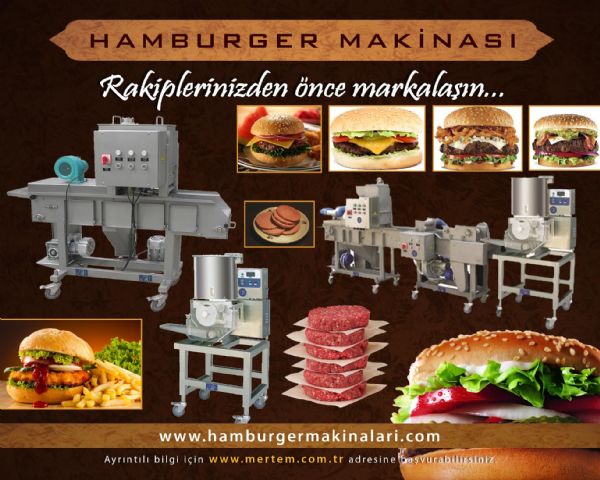 HAMBURGER MAKİNASI
Rakiplerinizden önce markalaşın...
www.hamburgermakinalari.com
Ayrıntılı bilgi için www.mertem.com.tr adresine başvurabilirsiniz.